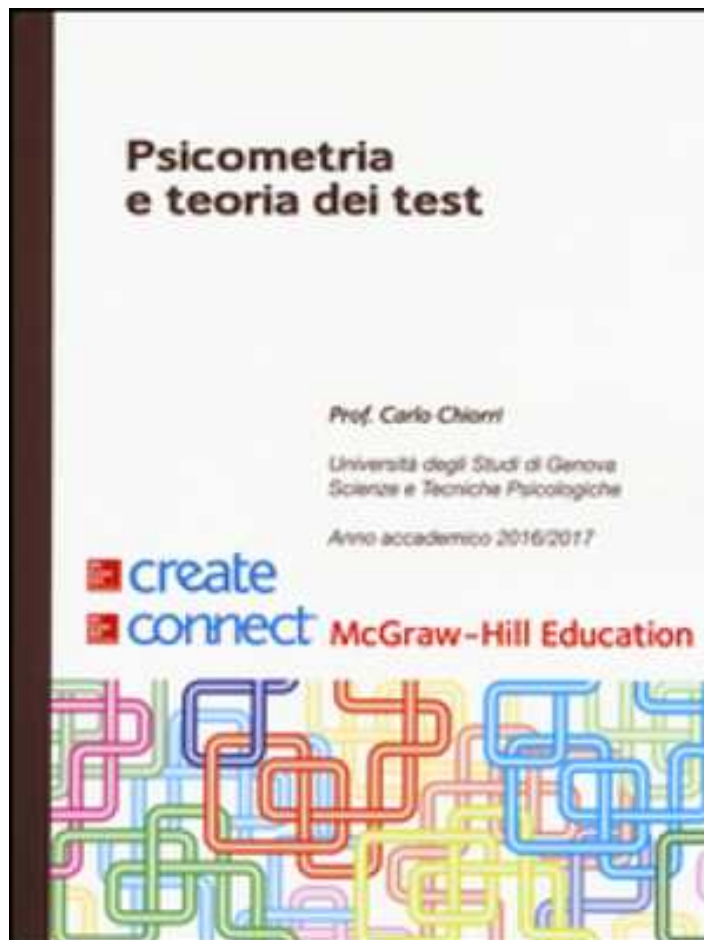 Psicometria
e teoria dei test
Prof. Carlo Chiorri
Università degli Studi di Genova
Scienze e Tecniche Psicologiche
Anno accademico 2016/2017
create
connect McGraw-Hill Education